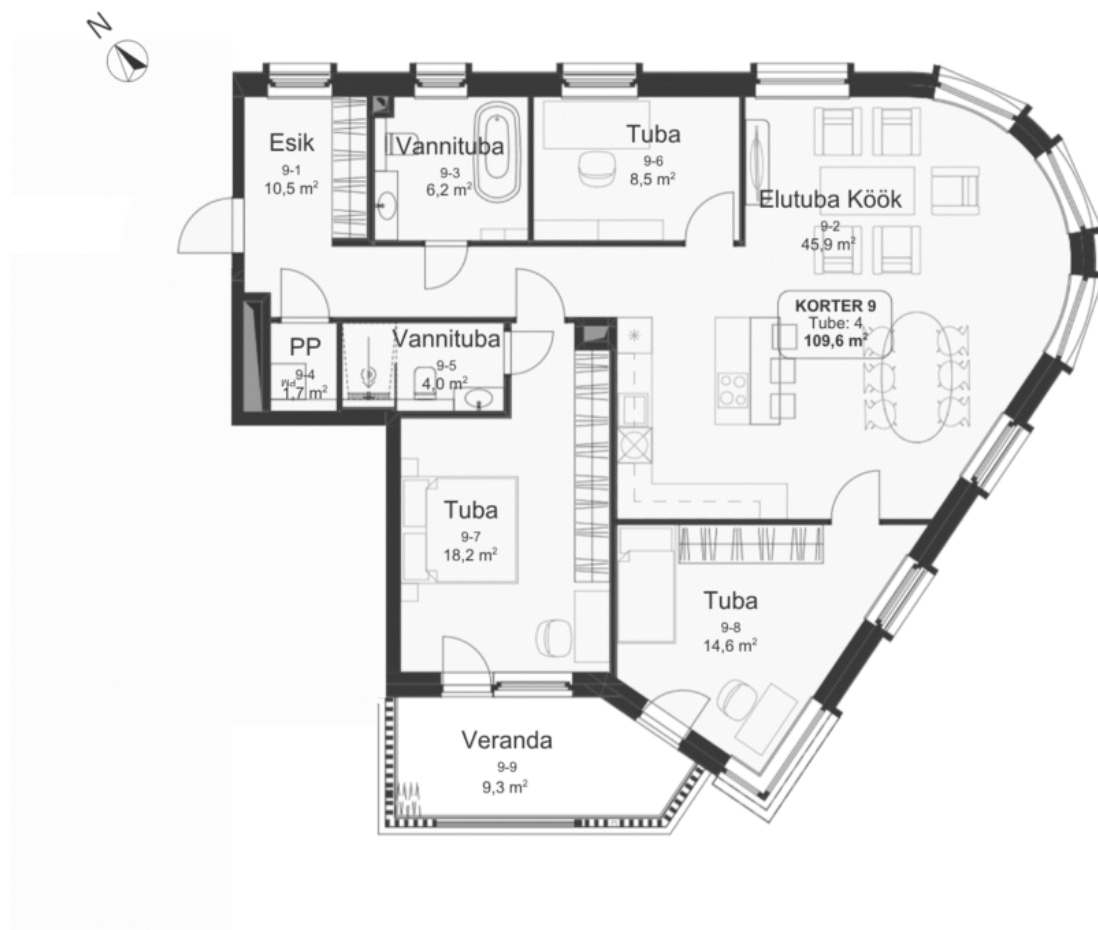 N
Esik
9-1
10,5 m²
Vannituba
9-3
6,2 m²
Tuba
9-6
8,5 m²
Elutuba Köök
9-2
45,9 m²
KORTER 9
Tube: 4
109,6 m²
PP
9-4
PM
1,7 m²
Vannituba
9-5
4,0 m²
Tuba
9-7
18,2 m²
Tuba
9-8
14,6 m²
Veranda
9-9
9,3 m²